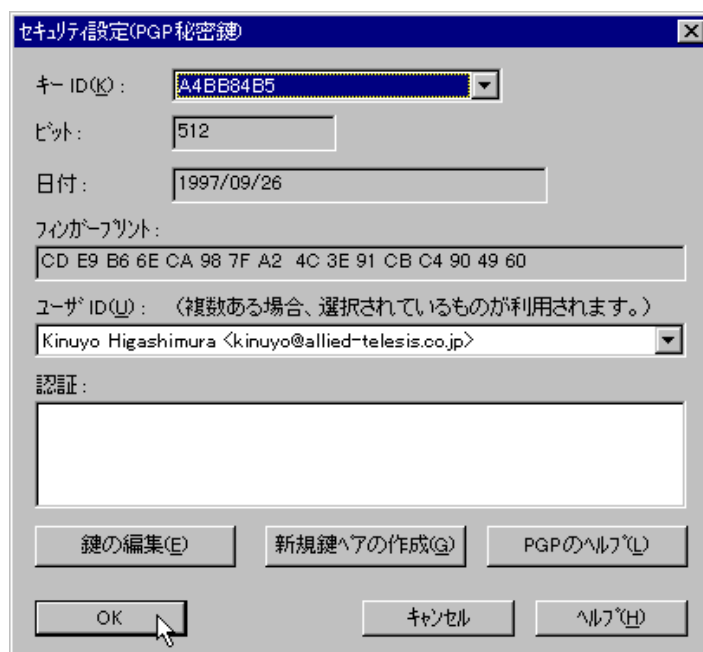 セキュリティ設定(PGP秘密鍵)
キー ID(K) : A4BB84B5
ビット : 512
日付 : 1997/09/26
フィンガープリント :
CD E9 B6 6E CA 98 7F A2  4C 3E 91 CB C4 90 49 60
ユーザID(U) : (複数ある場合、選択されているものが利用されます。)
Kinuyo Higashimura <kinuyo@allied-telesis.co.jp>
認証 :
鍵の編集(E) 新規鍵ペアの作成(G) PGPのヘルプ(L)
OK キャンセル ヘルプ(H)